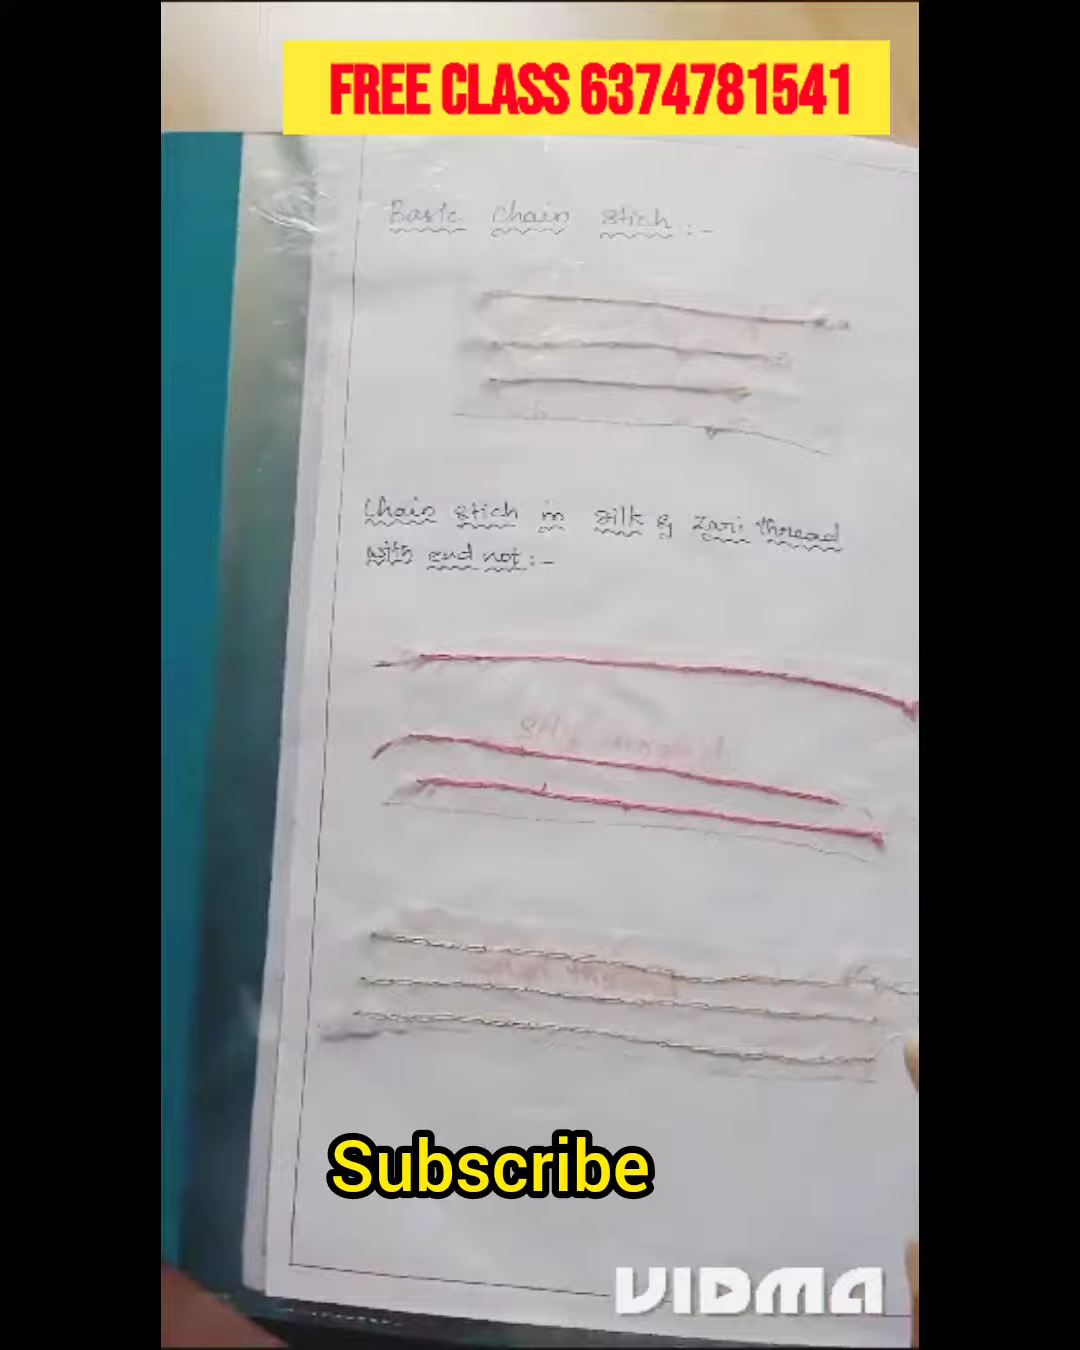 FREE CLASS 6374781541
Basic Chain stich :-
Chain stich in silk & zari thread
with end not :-
Subscribe
VIDMA